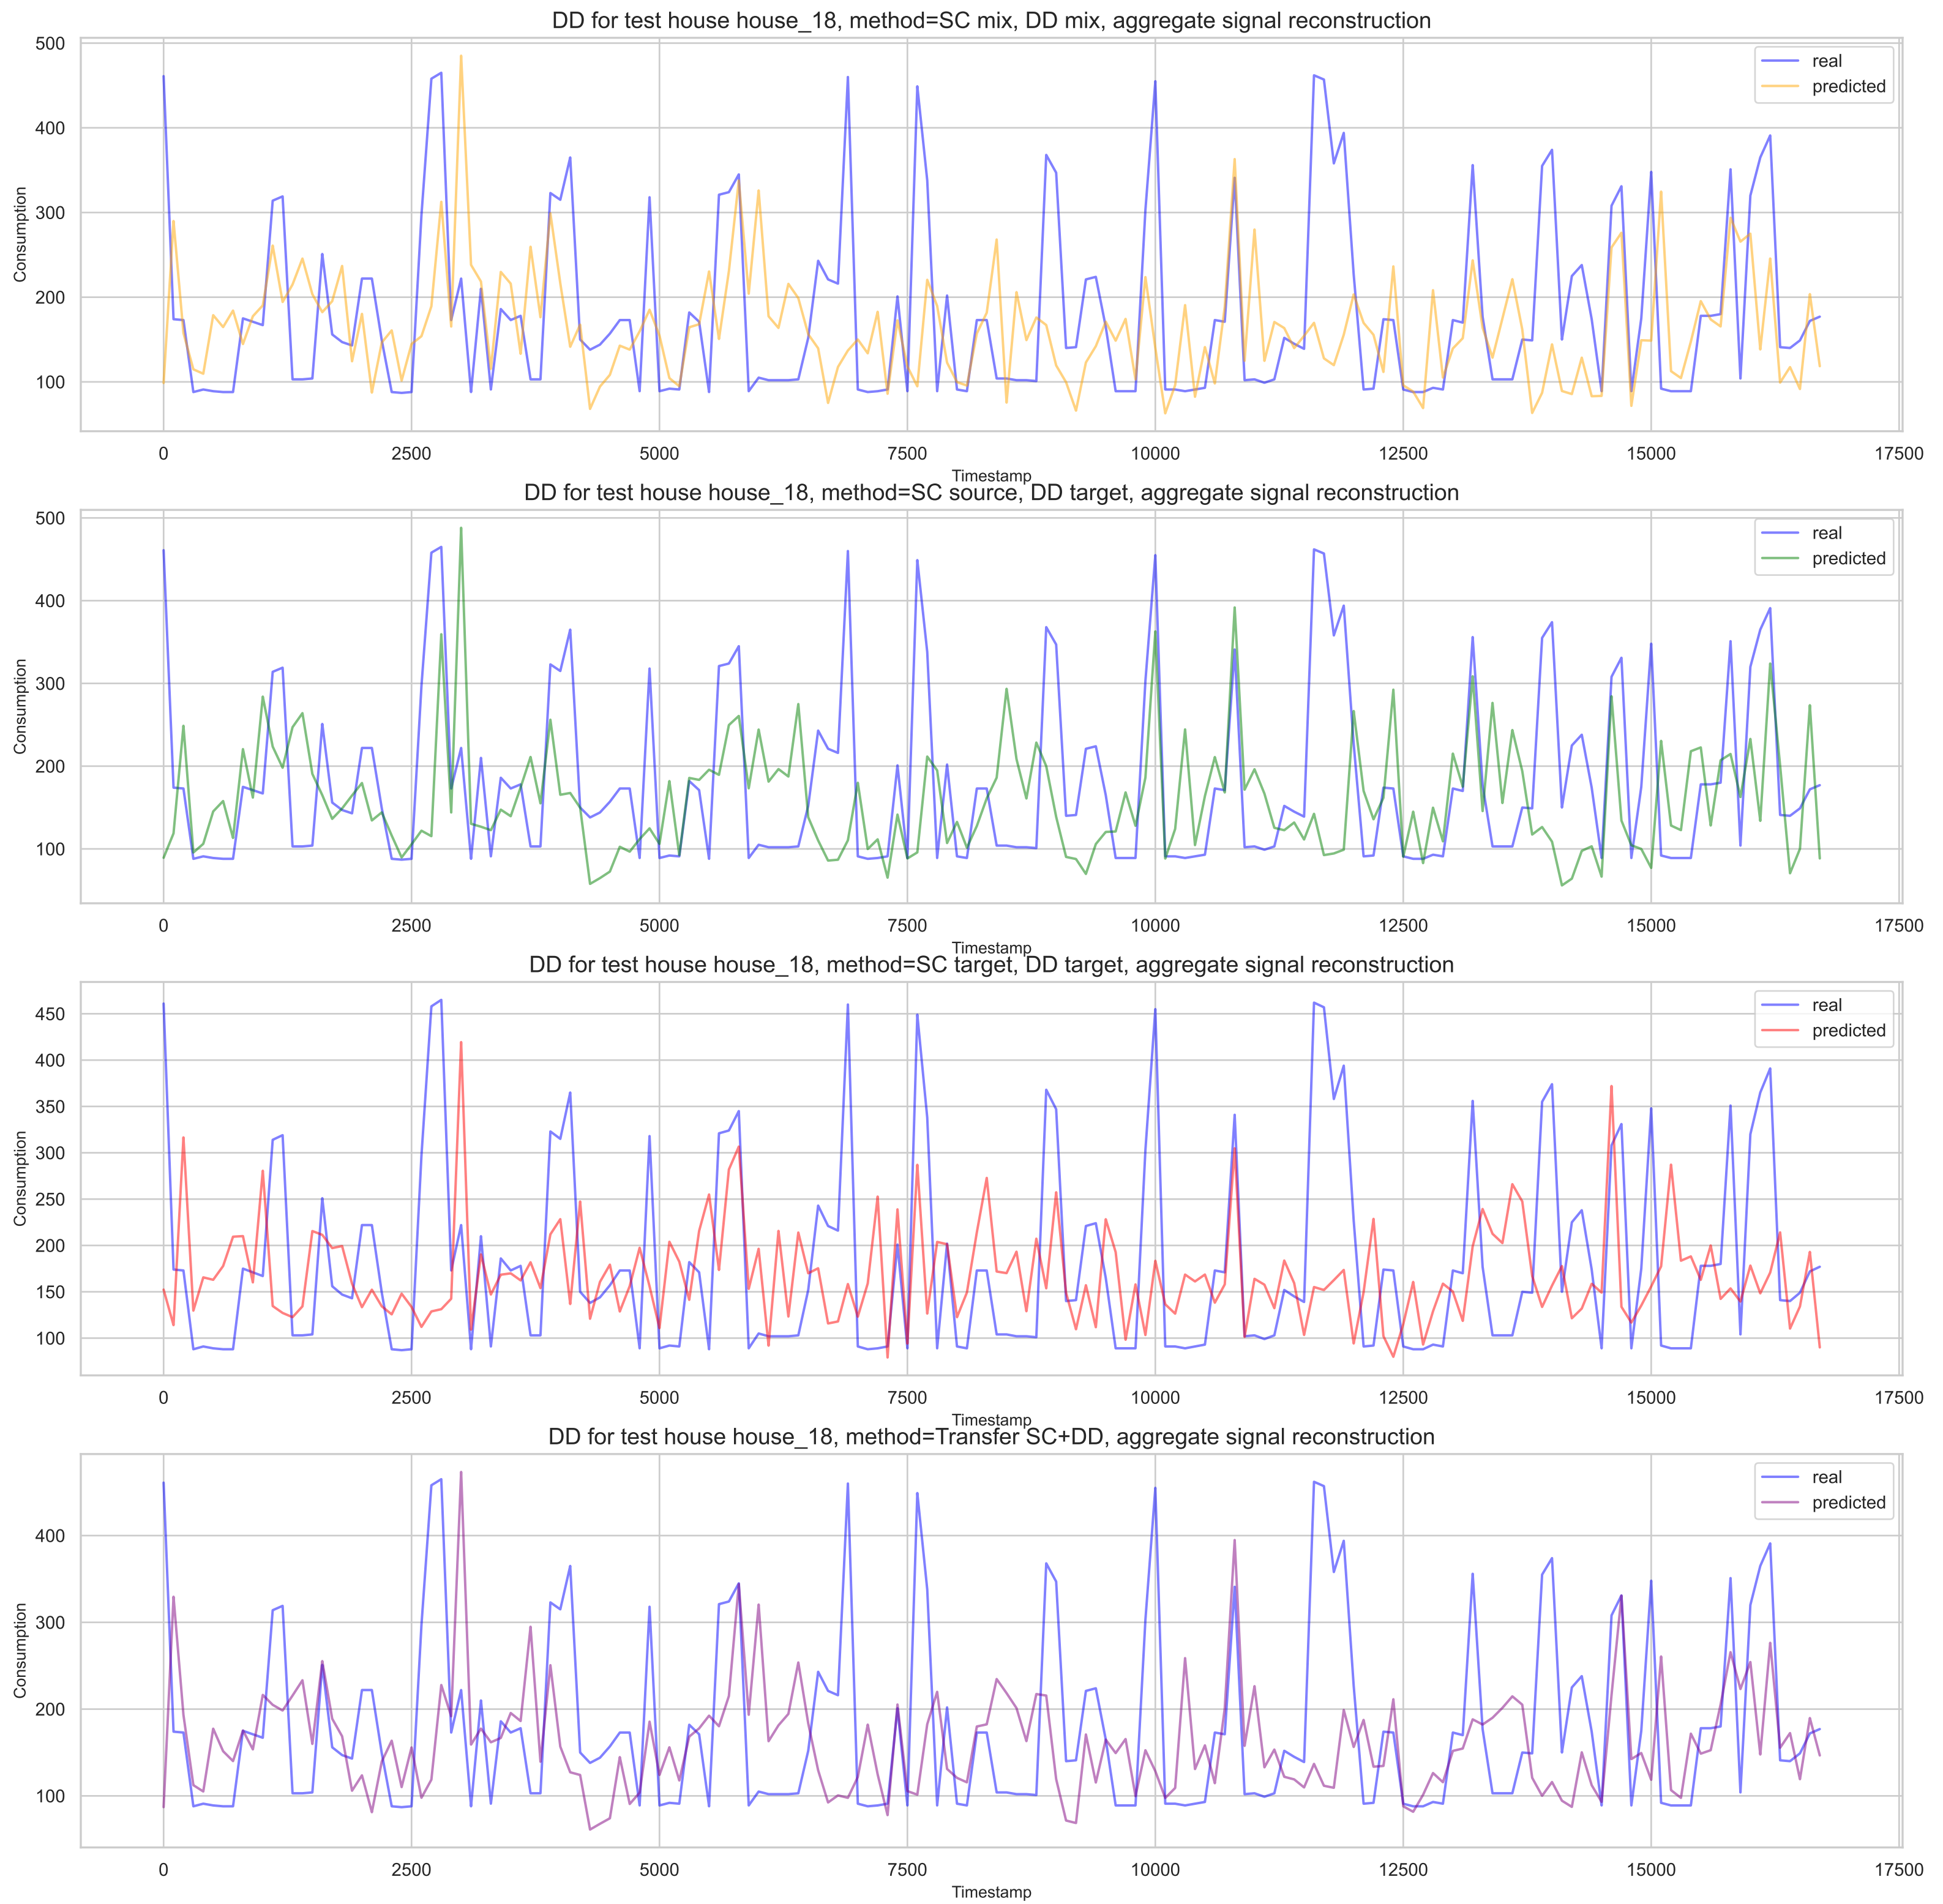 DD for test house house_18, method=SC mix, DD mix, aggregate signal reconstruction
500
400
300
200
100
Consumption
real
predicted
0 2500 5000 7500 10000 12500 15000 17500
Timestamp
DD for test house house_18, method=SC source, DD target, aggregate signal reconstruction
500
400
300
200
100
Consumption
real
predicted
0 2500 5000 7500 10000 12500 15000 17500
Timestamp
DD for test house house_18, method=SC target, DD target, aggregate signal reconstruction
450
400
350
300
250
200
150
100
Consumption
real
predicted
0 2500 5000 7500 10000 12500 15000 17500
Timestamp
DD for test house house_18, method=Transfer SC+DD, aggregate signal reconstruction
400
300
200
100
Consumption
real
predicted
0 2500 5000 7500 10000 12500 15000 17500
Timestamp